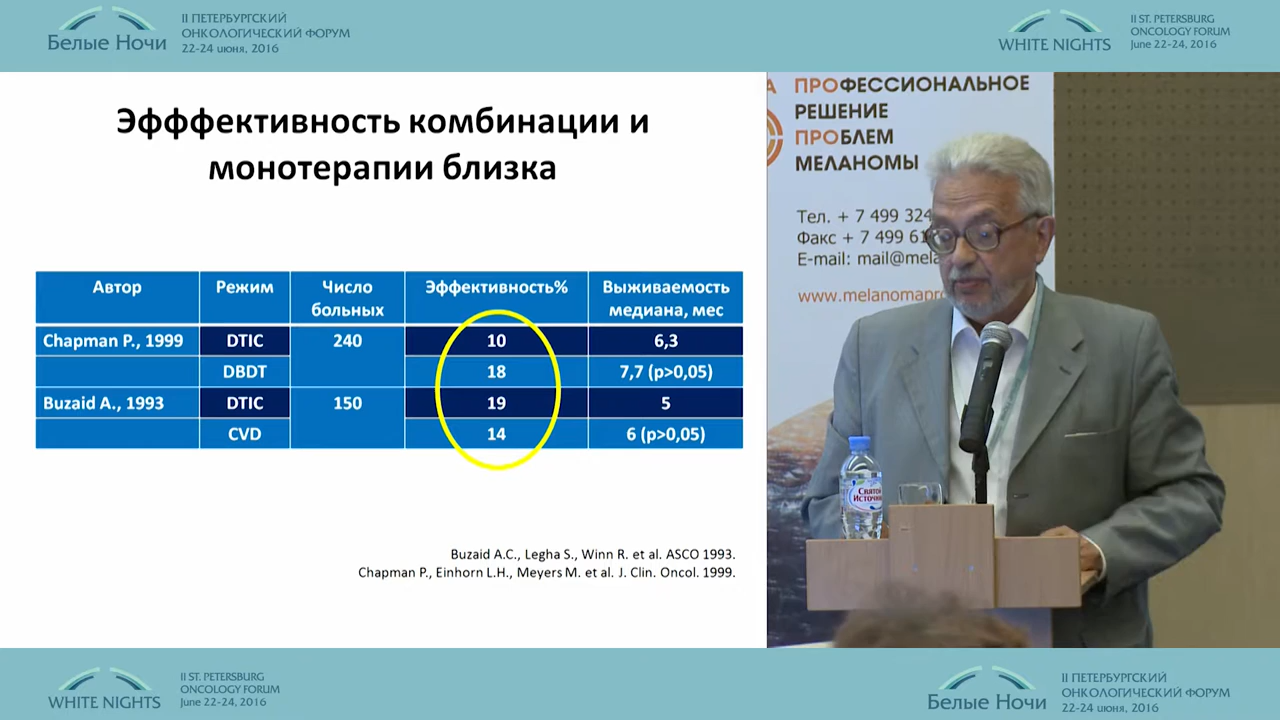 Белые Ночи
II ПЕТЕРБУРГСКИЙ
ОНКОЛОГИЧЕСКИЙ ФОРУМ
22-24 июня, 2016
WHITE NIGHTS
II ST. PETERSBURG
ONCOLOGY FORUM
June 22-24, 2016
Эфффективность комбинации и
монотерапии близка
Автор Режим Число больных Эффективность% Выживаемость медиана, мес
Chapman P., 1999 DTIC 240 10 6,3
DBDT 18 7,7 (p>0,05)
Buzaid A., 1993 DTIC 150 19 5
CVD 14 6 (p>0,05)
Buzaid A.C., Legha S., Winn R. et al. ASCO 1993.
Chapman P., Einhorn L.H., Meyers M. et al. J. Clin. Oncol. 1999.
А ПРОФЕССИОНАЛЬНОЕ
РЕШЕНИЕ
ПРОБЛЕМ
МЕЛАНОМЫ
Тел. + 7 499 324
Факс + 7 499 61
E-mail: mail@mela
www.melanomapro
Святой
Источник
WHITE NIGHTS
II ST. PETERSBURG
ONCOLOGY FORUM
June 22-24, 2016
Белые Ночи
II ПЕТЕРБУРГСКИЙ
ОНКОЛОГИЧЕСКИЙ ФОРУМ
22-24 июня, 2016